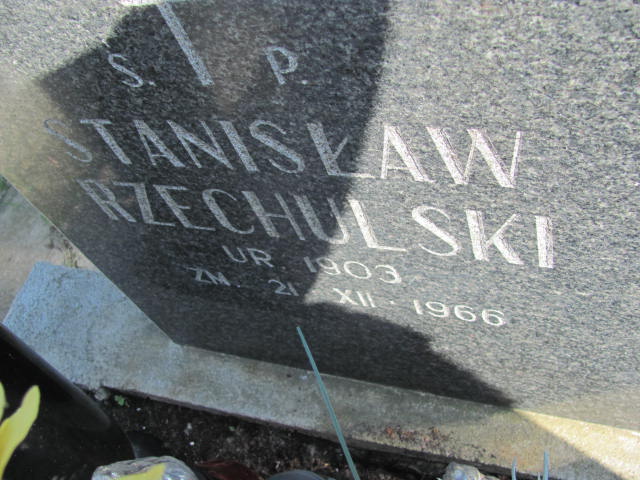 Ś. P.
STANISŁAW
RZECHULSKI
UR. 1903
ZM. 21 XII. 1966